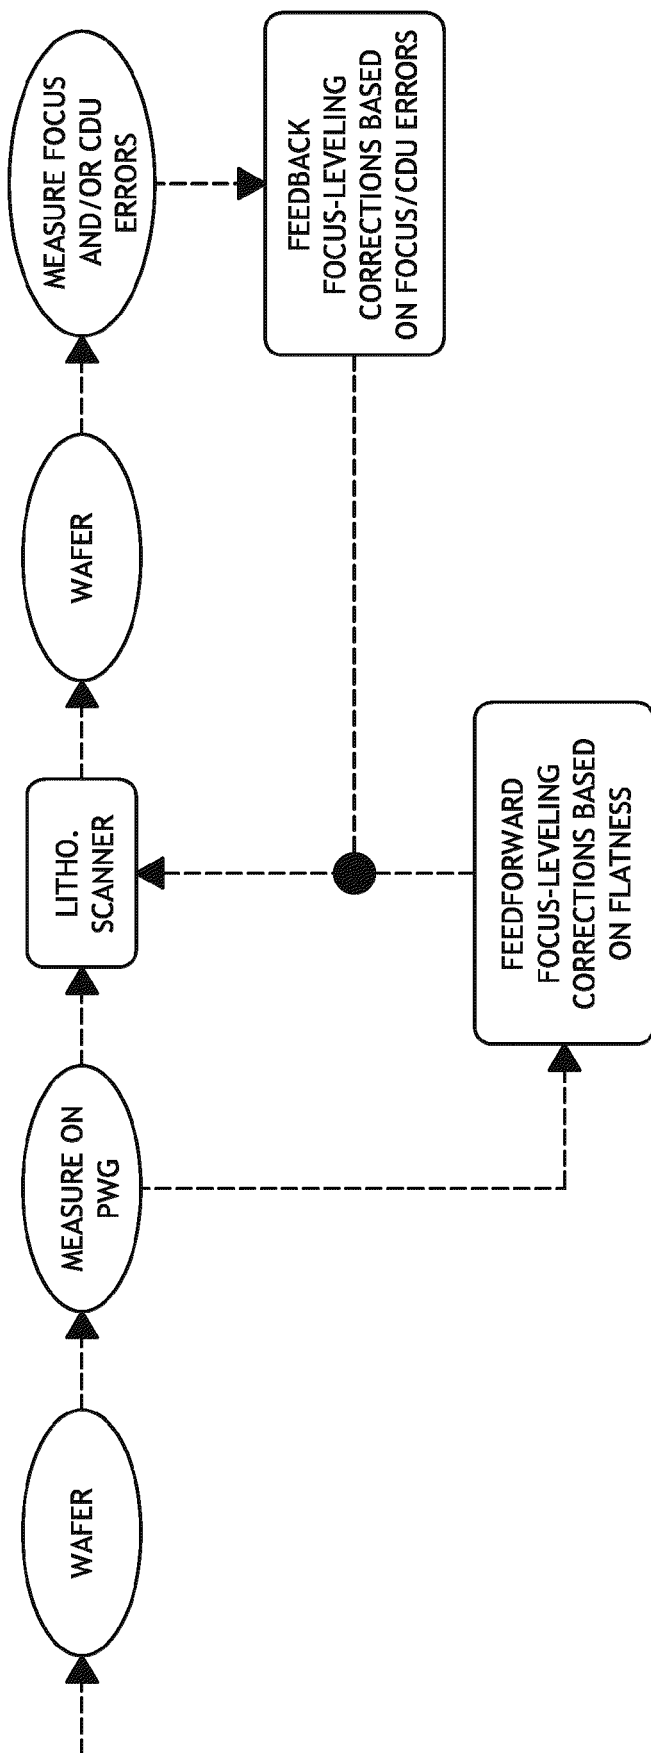 WAFER
MEASURE ON
PWG
LITHO.
SCANNER
WAFER
MEASURE FOCUS
AND/OR CDU
ERRORS
FEEDFORWARD
FOCUS-LEVELING
CORRECTIONS BASED
ON FLATNESS
FEEDBACK
FOCUS-LEVELING
CORRECTIONS BASED
ON FOCUS/CDU ERRORS